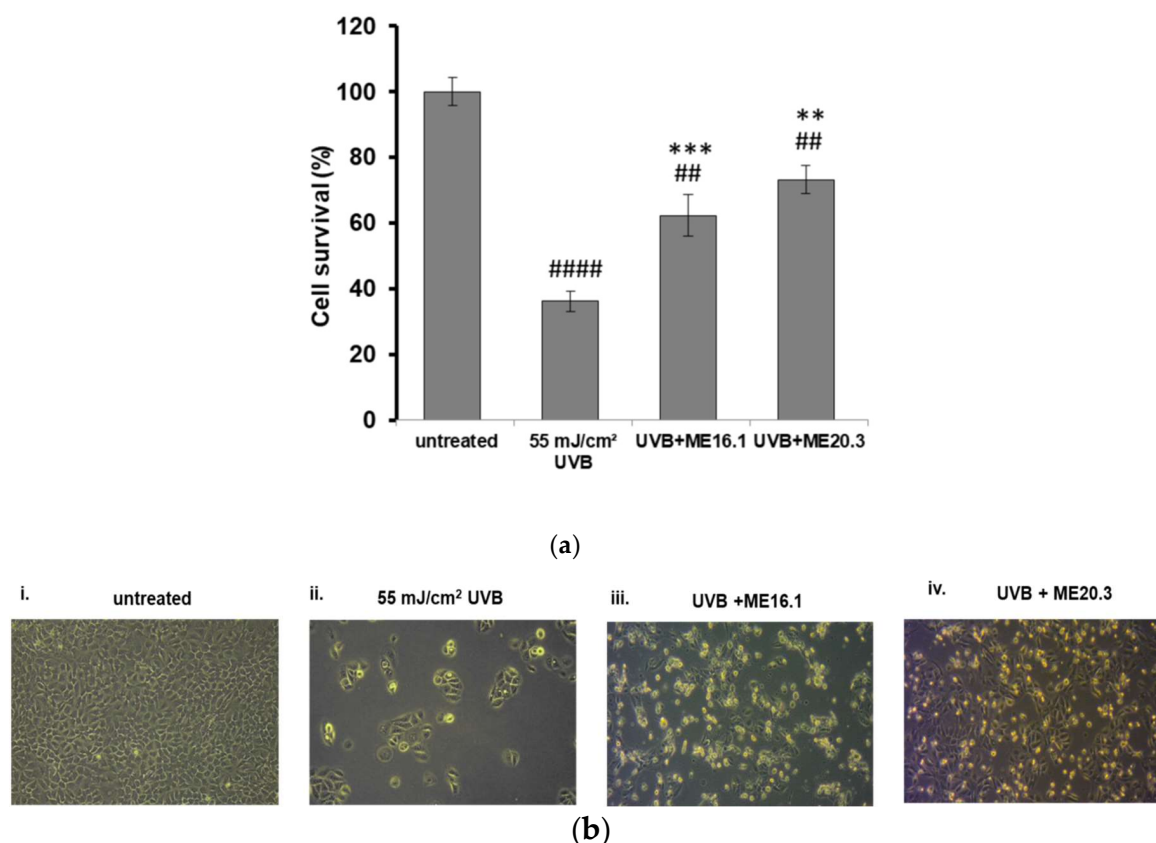 120
100
80
60
40
20
0
Cell survival (%)
####
***
##
**
##
untreated
55 mJ/cm² UVB
UVB+ME16.1
UVB+ME20.3
(a)
i.
untreated
ii.
55 mJ/cm² UVB
iii.
UVB +ME16.1
iv.
UVB + ME20.3
(b)